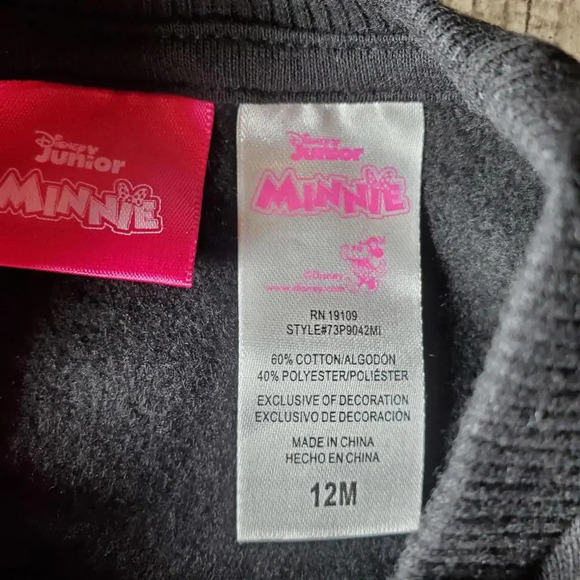 Disney
Junior
MINNIE
Disney
Junior
MINNIE
©Disney
www.disney.com
RN 19109
STYLE#73P9042MI
60% COTTON/ALGODÓN
40% POLYESTER/POLIÉSTER
EXCLUSIVE OF DECORATION
EXCLUSIVO DE DECORACIÓN
MADE IN CHINA
HECHO EN CHINA
12M